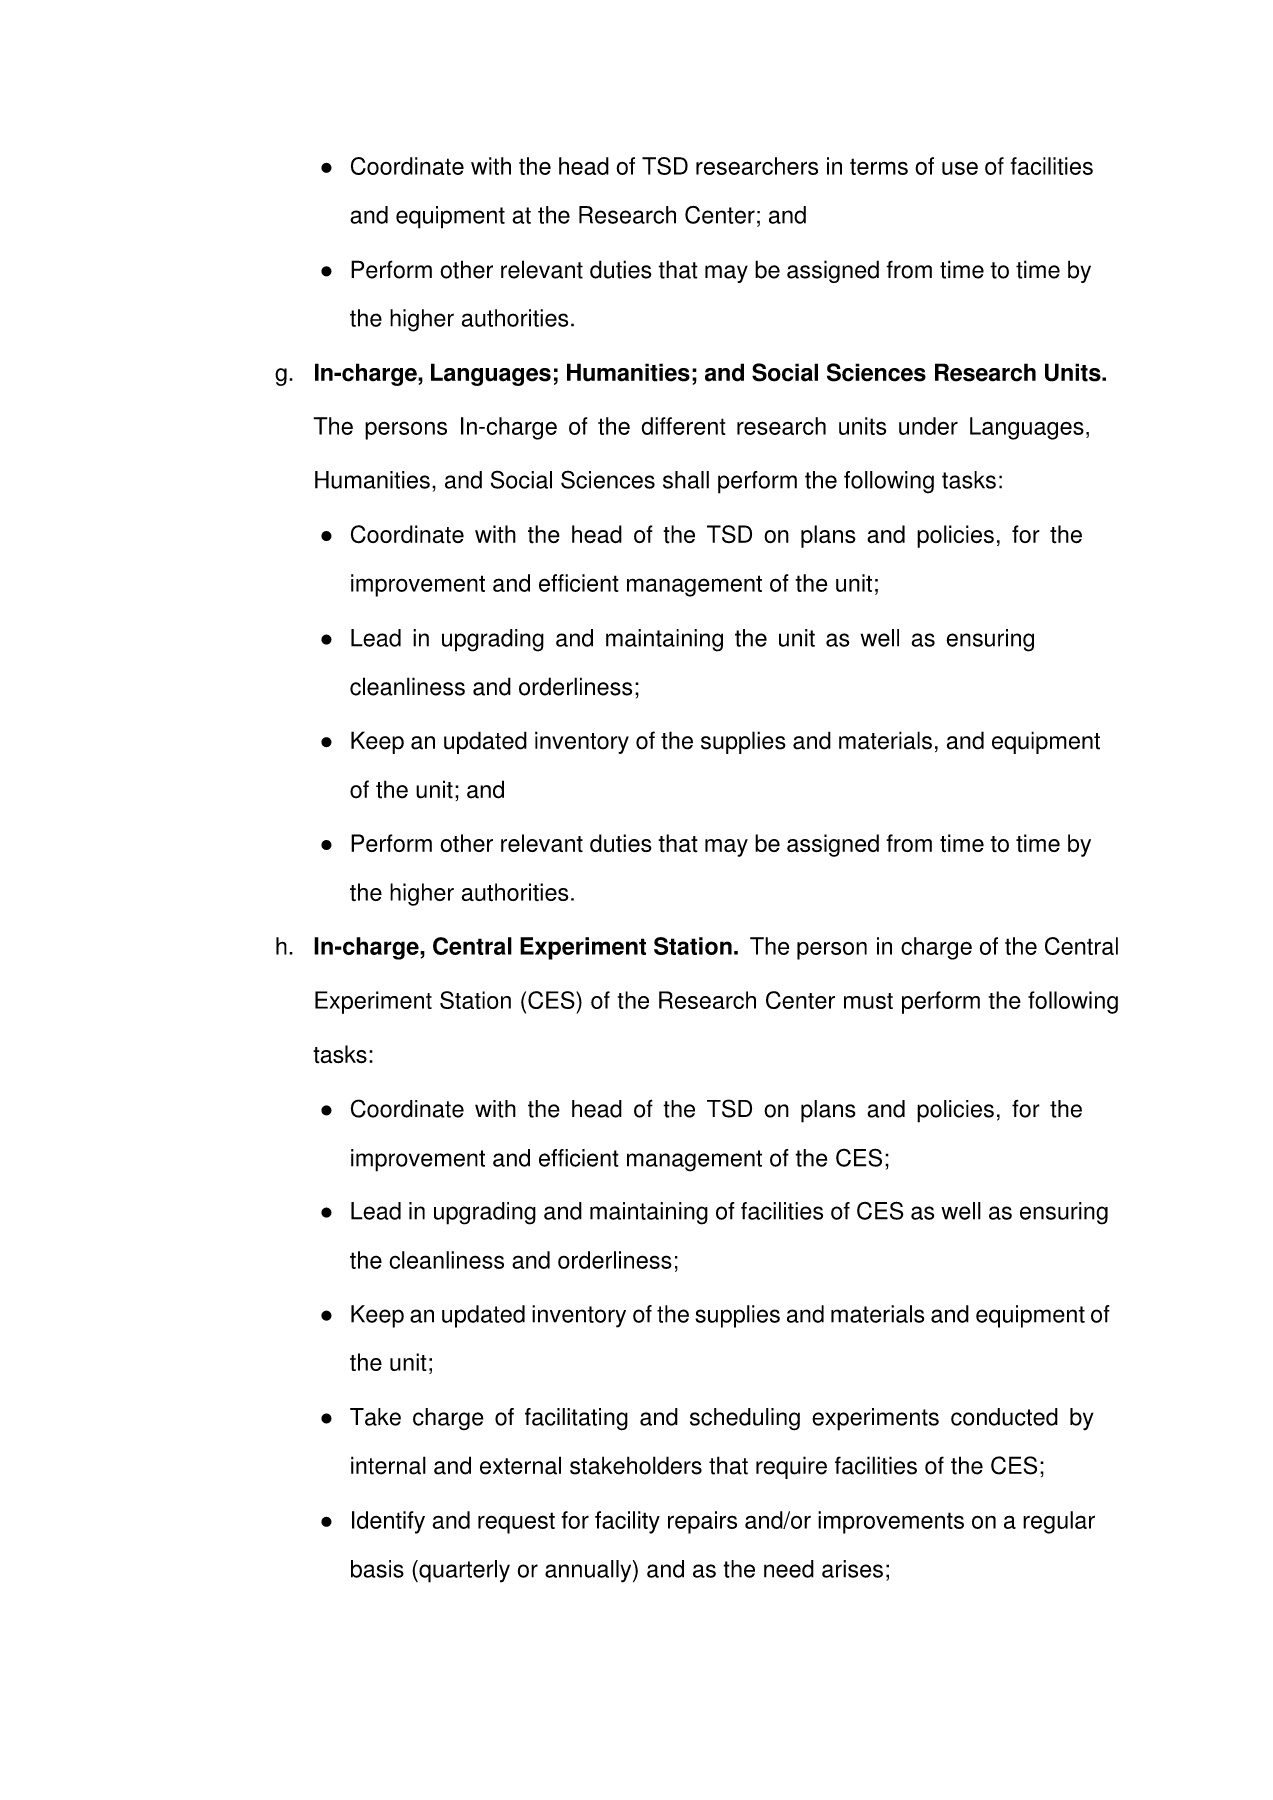 ● Coordinate with the head of TSD researchers in terms of use of facilities
and equipment at the Research Center; and
● Perform other relevant duties that may be assigned from time to time by
the higher authorities.
g. In-charge, Languages; Humanities; and Social Sciences Research Units.
The persons In-charge of the different research units under Languages,
Humanities, and Social Sciences shall perform the following tasks:
● Coordinate with the head of the TSD on plans and policies, for the
improvement and efficient management of the unit;
● Lead in upgrading and maintaining the unit as well as ensuring
cleanliness and orderliness;
● Keep an updated inventory of the supplies and materials, and equipment
of the unit; and
● Perform other relevant duties that may be assigned from time to time by
the higher authorities.
h. In-charge, Central Experiment Station. The person in charge of the Central
Experiment Station (CES) of the Research Center must perform the following
tasks:
● Coordinate with the head of the TSD on plans and policies, for the
improvement and efficient management of the CES;
● Lead in upgrading and maintaining of facilities of CES as well as ensuring
the cleanliness and orderliness;
● Keep an updated inventory of the supplies and materials and equipment of
the unit;
● Take charge of facilitating and scheduling experiments conducted by
internal and external stakeholders that require facilities of the CES;
● Identify and request for facility repairs and/or improvements on a regular
basis (quarterly or annually) and as the need arises;